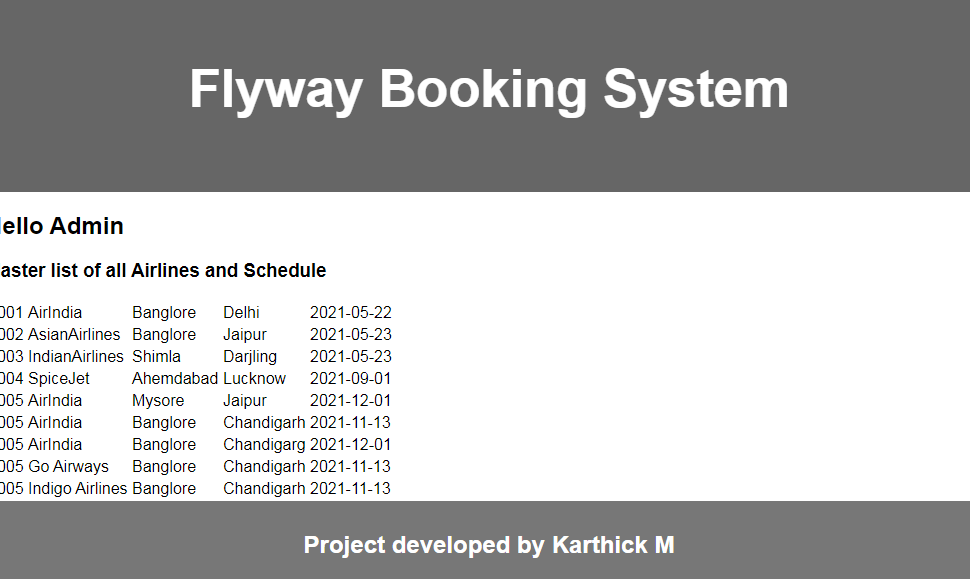 Flyway Booking System
ello Admin
aster list of all Airlines and Schedule
001 AirIndia Banglore Delhi 2021-05-22
002 AsianAirlines Banglore Jaipur 2021-05-23
003 IndianAirlines Shimla Darjling 2021-05-23
004 SpiceJet Ahemdabad Lucknow 2021-09-01
005 AirIndia Mysore Jaipur 2021-12-01
005 AirIndia Banglore Chandigarh 2021-11-13
005 AirIndia Banglore Chandigarg 2021-12-01
005 Go Airways Banglore Chandigarh 2021-11-13
005 Indigo Airlines Banglore Chandigarh 2021-11-13
Project developed by Karthick M